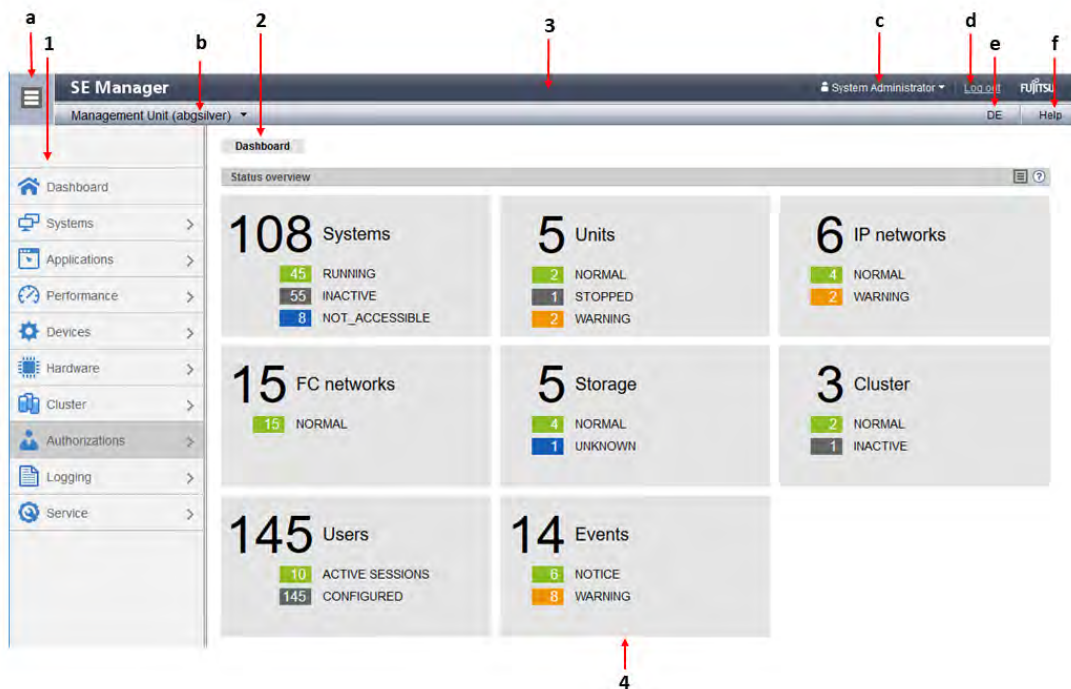 a
1
b
2
3
c
d
e
f
SE Manager
System Administrator
Log out
FUJITSU
Management Unit (abgsilver)
DE
Help
Dashboard
Status overview
Dashboard
Systems
Applications
Performance
Devices
Hardware
Cluster
Authorizations
Logging
Service
108 Systems
45 RUNNING
55 INACTIVE
8 NOT_ACCESSIBLE
5 Units
2 NORMAL
1 STOPPED
2 WARNING
6 IP networks
4 NORMAL
2 WARNING
15 FC networks
15 NORMAL
5 Storage
4 NORMAL
1 UNKNOWN
3 Cluster
2 NORMAL
1 INACTIVE
145 Users
10 ACTIVE SESSIONS
145 CONFIGURED
14 Events
6 NOTICE
8 WARNING
4